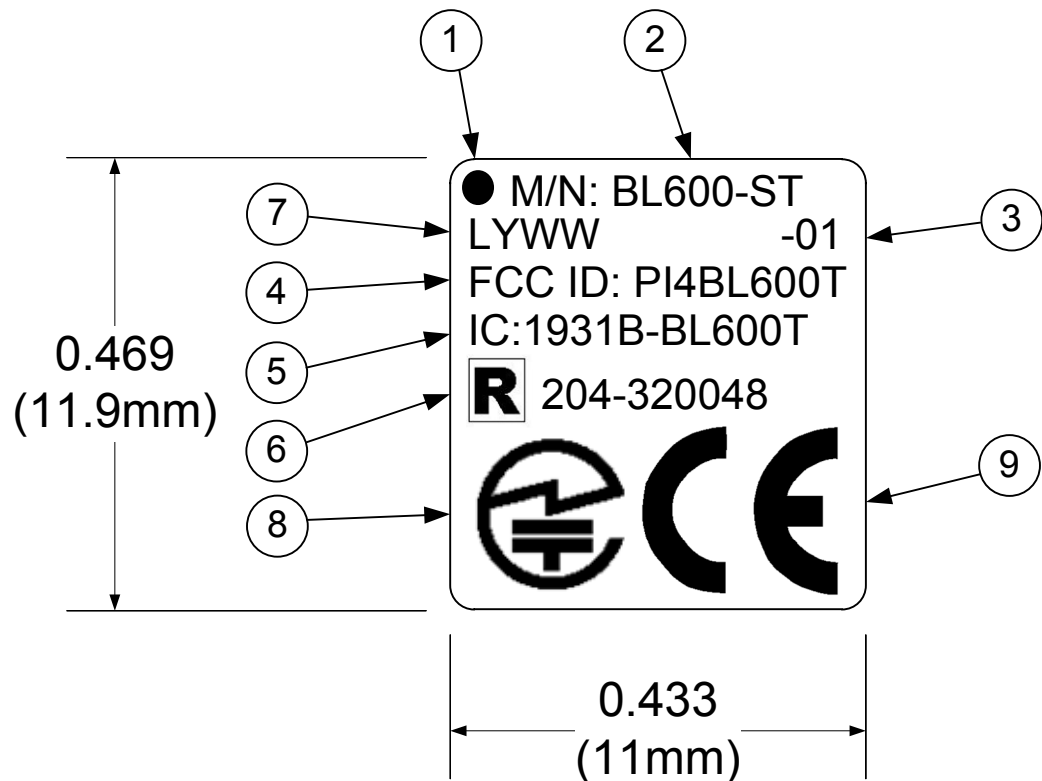 1 2
M/N: BL600-ST
7 LYWW -01 3
4 FCC ID: PI4BL600T
5 IC:1931B-BL600T
0.469
(11.9mm)
6 R 204-320048
8 CE 9
0.433
(11mm)